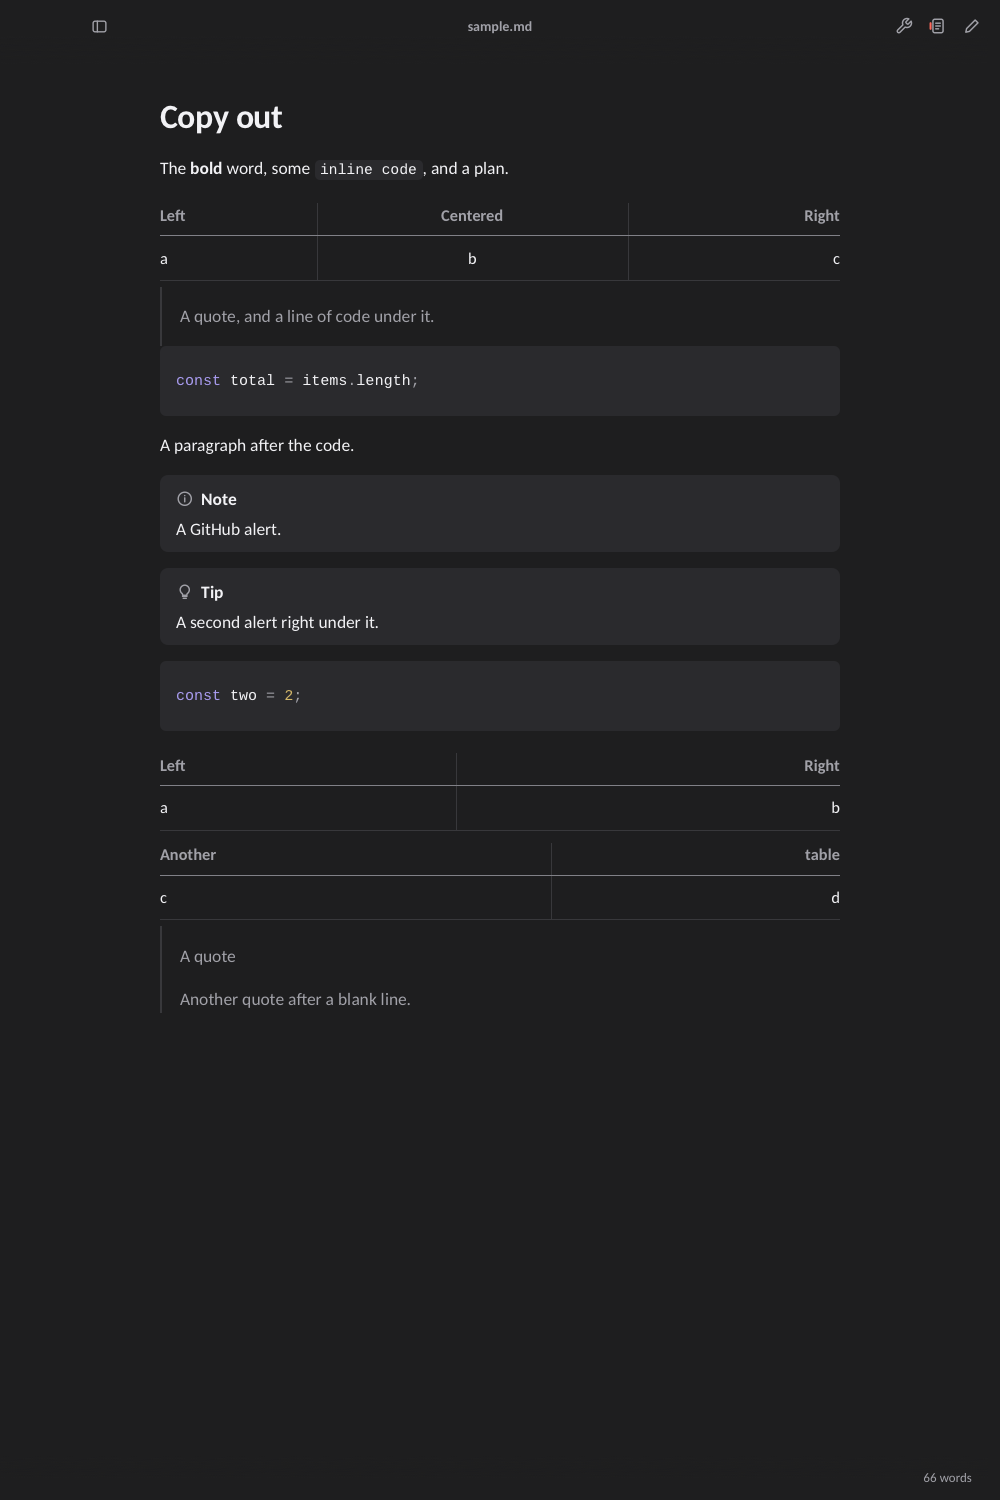 sample.md
Copy out
The bold word, some inline code, and a plan.
Left Centered Right
a b c
A quote, and a line of code under it.
const total = items.length;
A paragraph after the code.
Note
A GitHub alert.
Tip
A second alert right under it.
const two = 2;
Left Right
a b
Another table
c d
A quote
Another quote after a blank line.
66 words